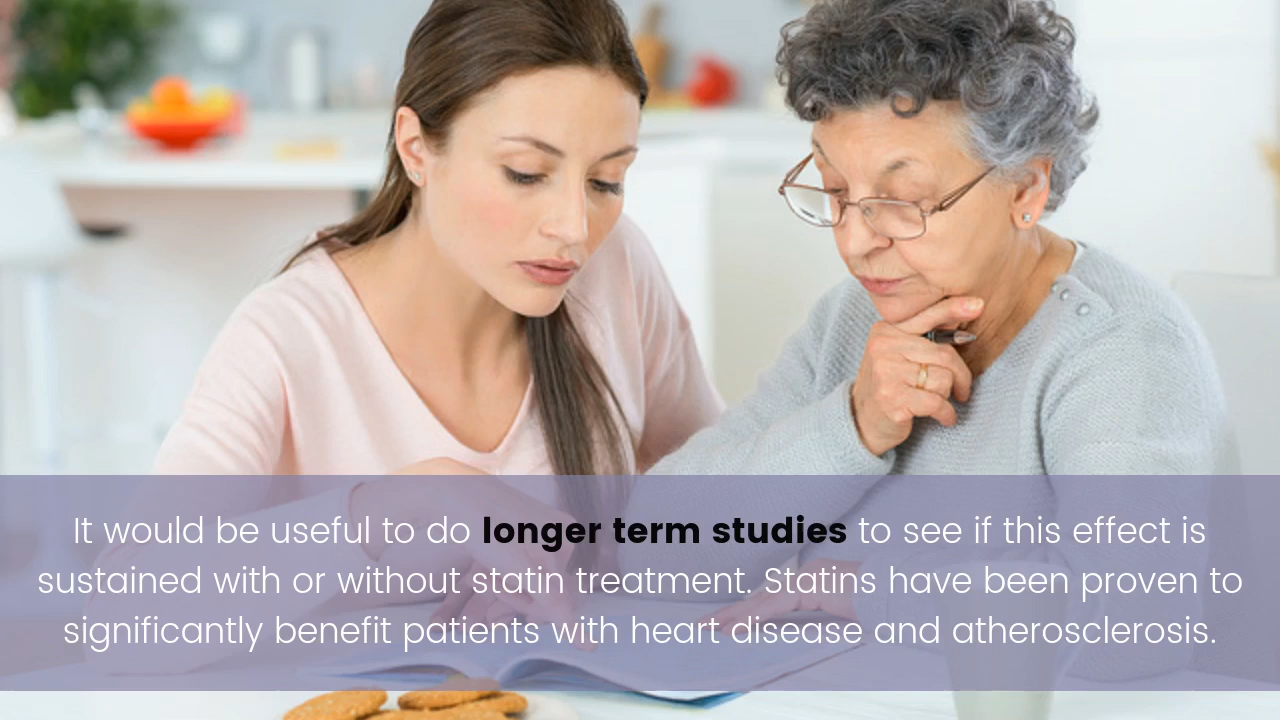 It would be useful to do longer term studies to see if this effect is
sustained with or without statin treatment. Statins have been proven to
significantly benefit patients with heart disease and atherosclerosis.